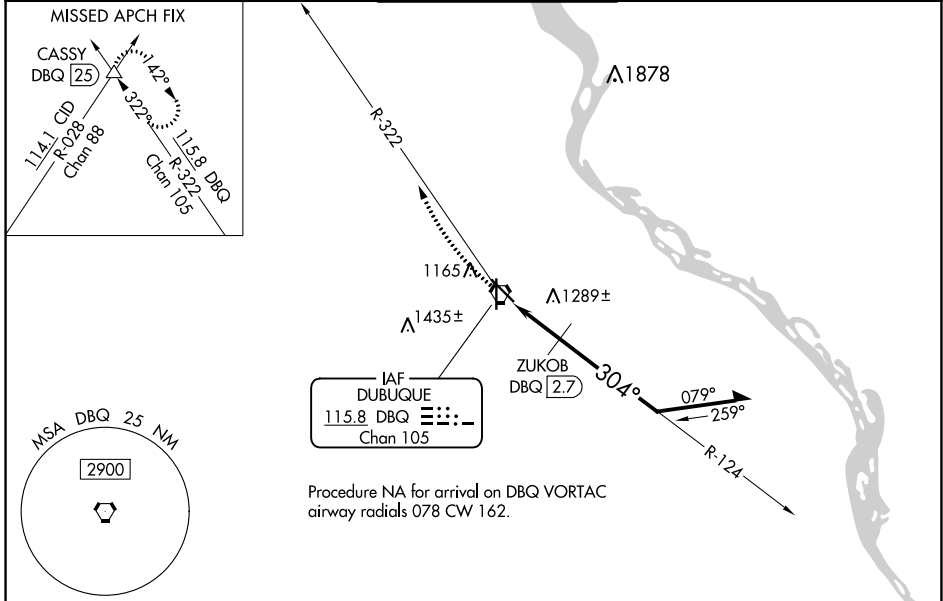 MISSED APCH FIX
CASSY
DBQ 25
142°
322°
114.1 CID
R-028
Chan 88
115.8 DBQ
R-322
Chan 105
1878
R-322
1165
1289±
1435±
ZUKOB
DBQ 2.7
304°
079°
259°
R-124
IAF
DUBUQUE
115.8 DBQ
Chan 105
MSA DBQ 25 NM
2900
Procedure NA for arrival on DBQ VORTAC
airway radials 078 CW 162.